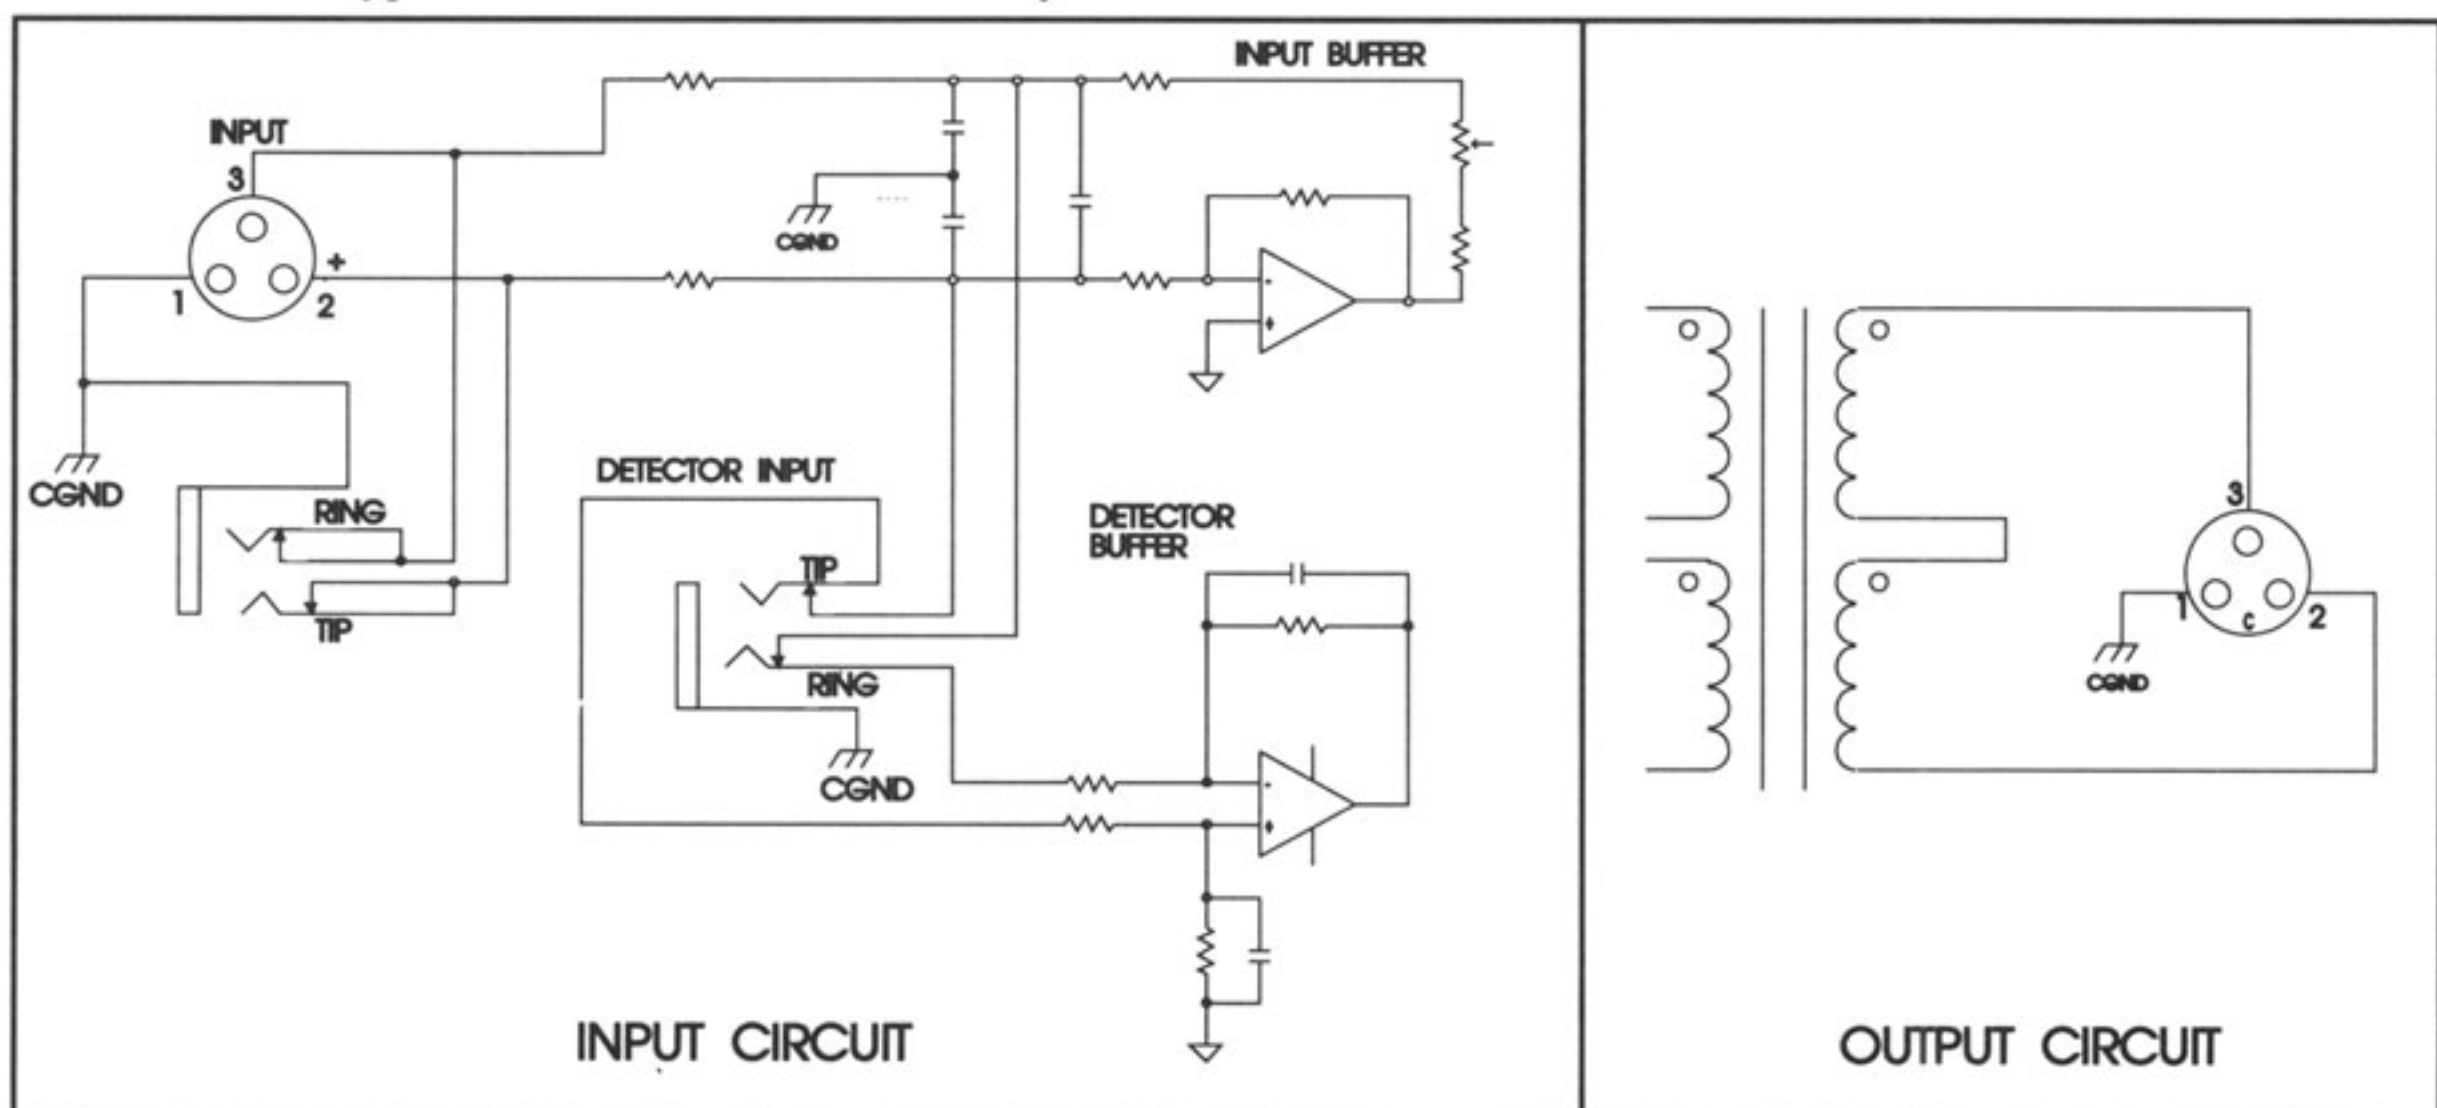 INPUT BUFFER
INPUT
3
+
1
2
CGND
-
+
CGND
RING
TIP
DETECTOR INPUT
TIP
RING
CGND
DETECTOR
BUFFER
-
+
INPUT CIRCUIT
3
1
C
2
CGND
OUTPUT CIRCUIT